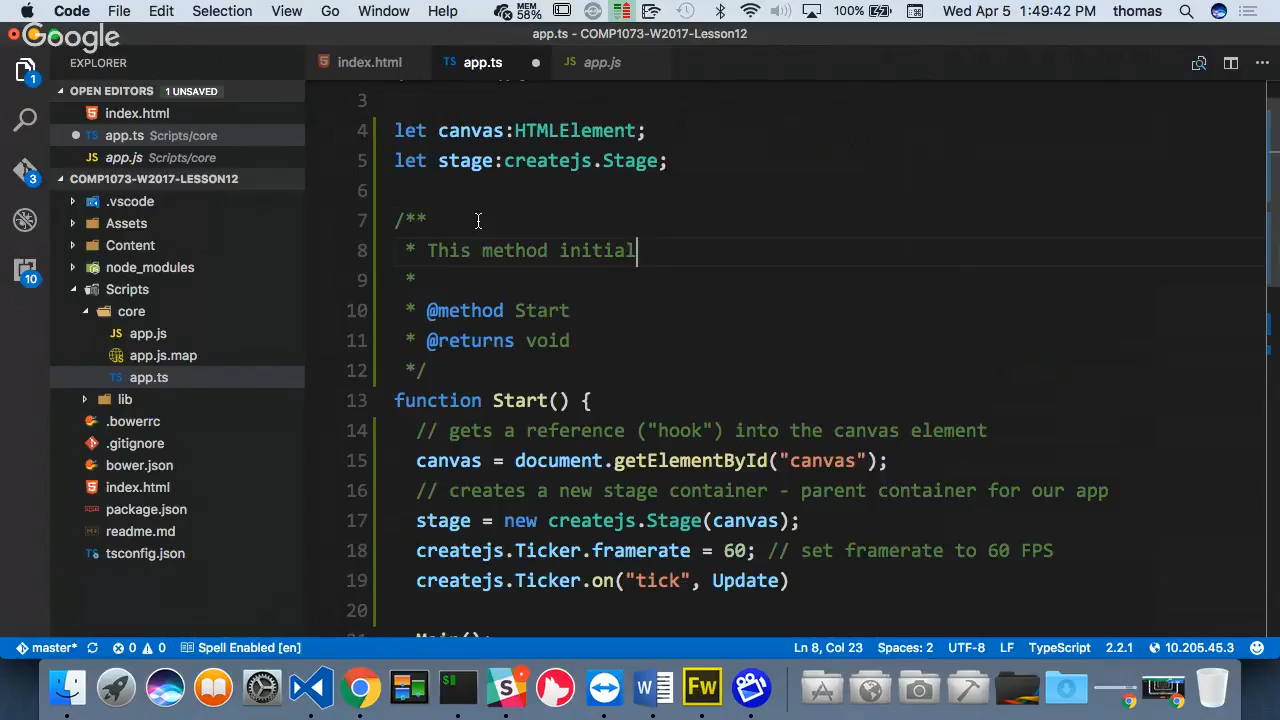 Code File Edit Selection View Go Window Help MEM 58% 100% Wed Apr 5 1:49:42 PM thomas
Google
app.ts - COMP1073-W2017-Lesson12
EXPLORER
index.html TS app.ts JS app.js
OPEN EDITORS 1 UNSAVED
index.html
app.ts Scripts/core
JS app.js Scripts/core
COMP1073-W2017-LESSON12
.vscode
Assets
Content
node_modules
Scripts
core
JS app.js
app.js.map
TS app.ts
lib
.bowerrc
.gitignore
bower.json
index.html
package.json
readme.md
tsconfig.json
1
3
10
3
4 let canvas:HTMLElement;
5 let stage:createjs.Stage;
6
7 /**
8 * This method initial
9 *
10 * @method Start
11 * @returns void
12 */
13 function Start() {
14 // gets a reference ("hook") into the canvas element
15 canvas = document.getElementById("canvas");
16 // creates a new stage container - parent container for our app
17 stage = new createjs.Stage(canvas);
18 createjs.Ticker.framerate = 60; // set framerate to 60 FPS
19 createjs.Ticker.on("tick", Update)
20
21 Main();
master* 0 0 Spell Enabled [en] Ln 8, Col 23 Spaces: 2 UTF-8 LF TypeScript 2.2.1 10.205.45.3
$ S W Fw